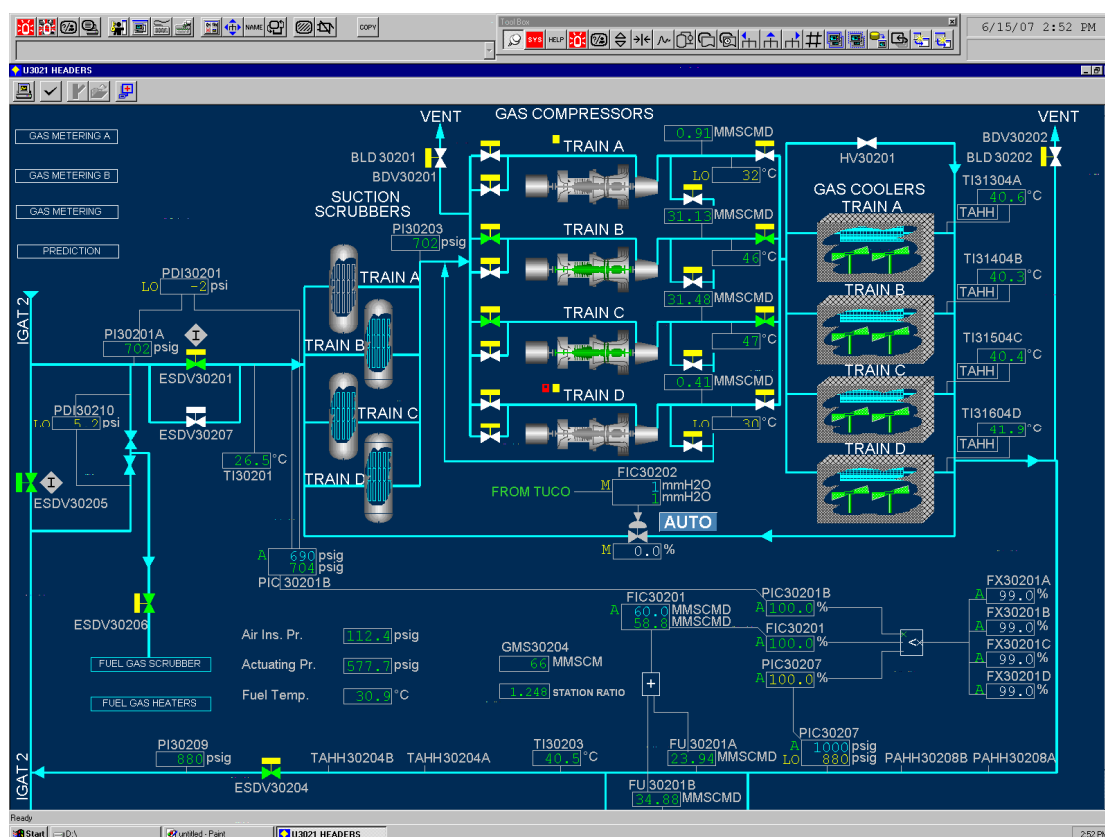 NAME
COPY
Tool Box
SYS
HELP
6/15/07 2:52 PM
U3021 HEADERS
GAS METERING A
GAS METERING B
GAS METERING
PREDICTION
VENT
GAS COMPRESSORS
VENT
BDV30202
BLD 30201
BDV30201
BLD 30202
TRAIN A
0.91 MMSCMD
LO 32 °C
HV30201
SUCTION
SCRUBBERS
GAS COOLERS
TRAIN A
TI31304A
40.6 °C
TAHH
PI30203
702 psig
TRAIN B
31.13 MMSCMD
46 °C
TI31404B
40.3 °C
TAHH
TRAIN A
PDI30201
LO -2 psi
IGAT 2
TRAIN B
TRAIN C
31.48 MMSCMD
47 °C
TI31504C
40.4 °C
TAHH
PI30201A
702 psig
I
ESDV30201
TRAIN B
TRAIN C
TRAIN D
0.41 MMSCMD
LO 30 °C
TI31604D
41.9 °C
TAHH
PDI30210
LO 5.2 psi
ESDV30207
TRAIN C
TRAIN D
26.5 °C
TI30201
TRAIN D
I
ESDV30205
FROM TUCO
FIC30202
M 1 mmH2O
1 mmH2O
AUTO
M 0.0 %
A 690 psig
704 psig
PIC 30201B
ESDV30206
FIC30201
A 60.0 MMSCMD
58.8 MMSCMD
PIC30201B
A 100.0 %
FIC30201
A 100.0 %
PIC30207
A 100.0 %
<>
FX30201A
A 99.0 %
FX30201B
A 99.0 %
FX30201C
A 99.0 %
FX30201D
A 99.0 %
Air Ins. Pr. 112.4 psig
Actuating Pr. 577.7 psig
Fuel Temp. 30.9 °C
GMS30204
66 MMSCM
1.248 STATION RATIO
+
FUEL GAS SCRUBBER
FUEL GAS HEATERS
IGAT 2
PI30209
880 psig
ESDV30204
TAHH30204B
TAHH30204A
TI30203
40.5 °C
FU 30201A
23.94 MMSCMD
PIC30207
A 1000 psig
LO 880 psig
PAHH30208B
PAHH30208A
FU 30201B
34.88 MMSCMD
Ready
Start
D:\
untitled - Paint
U3021 HEADERS
2:52 PM